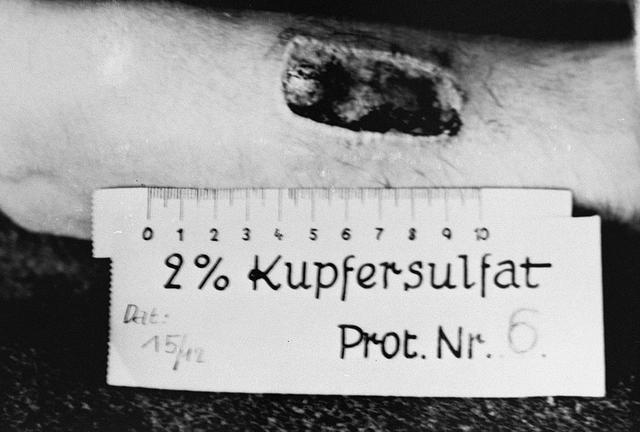 0 1 2 3 4 5 6 7 8 9 10
2% Kupfersulfat
Dat:
15/12
Prot. Nr. 6.